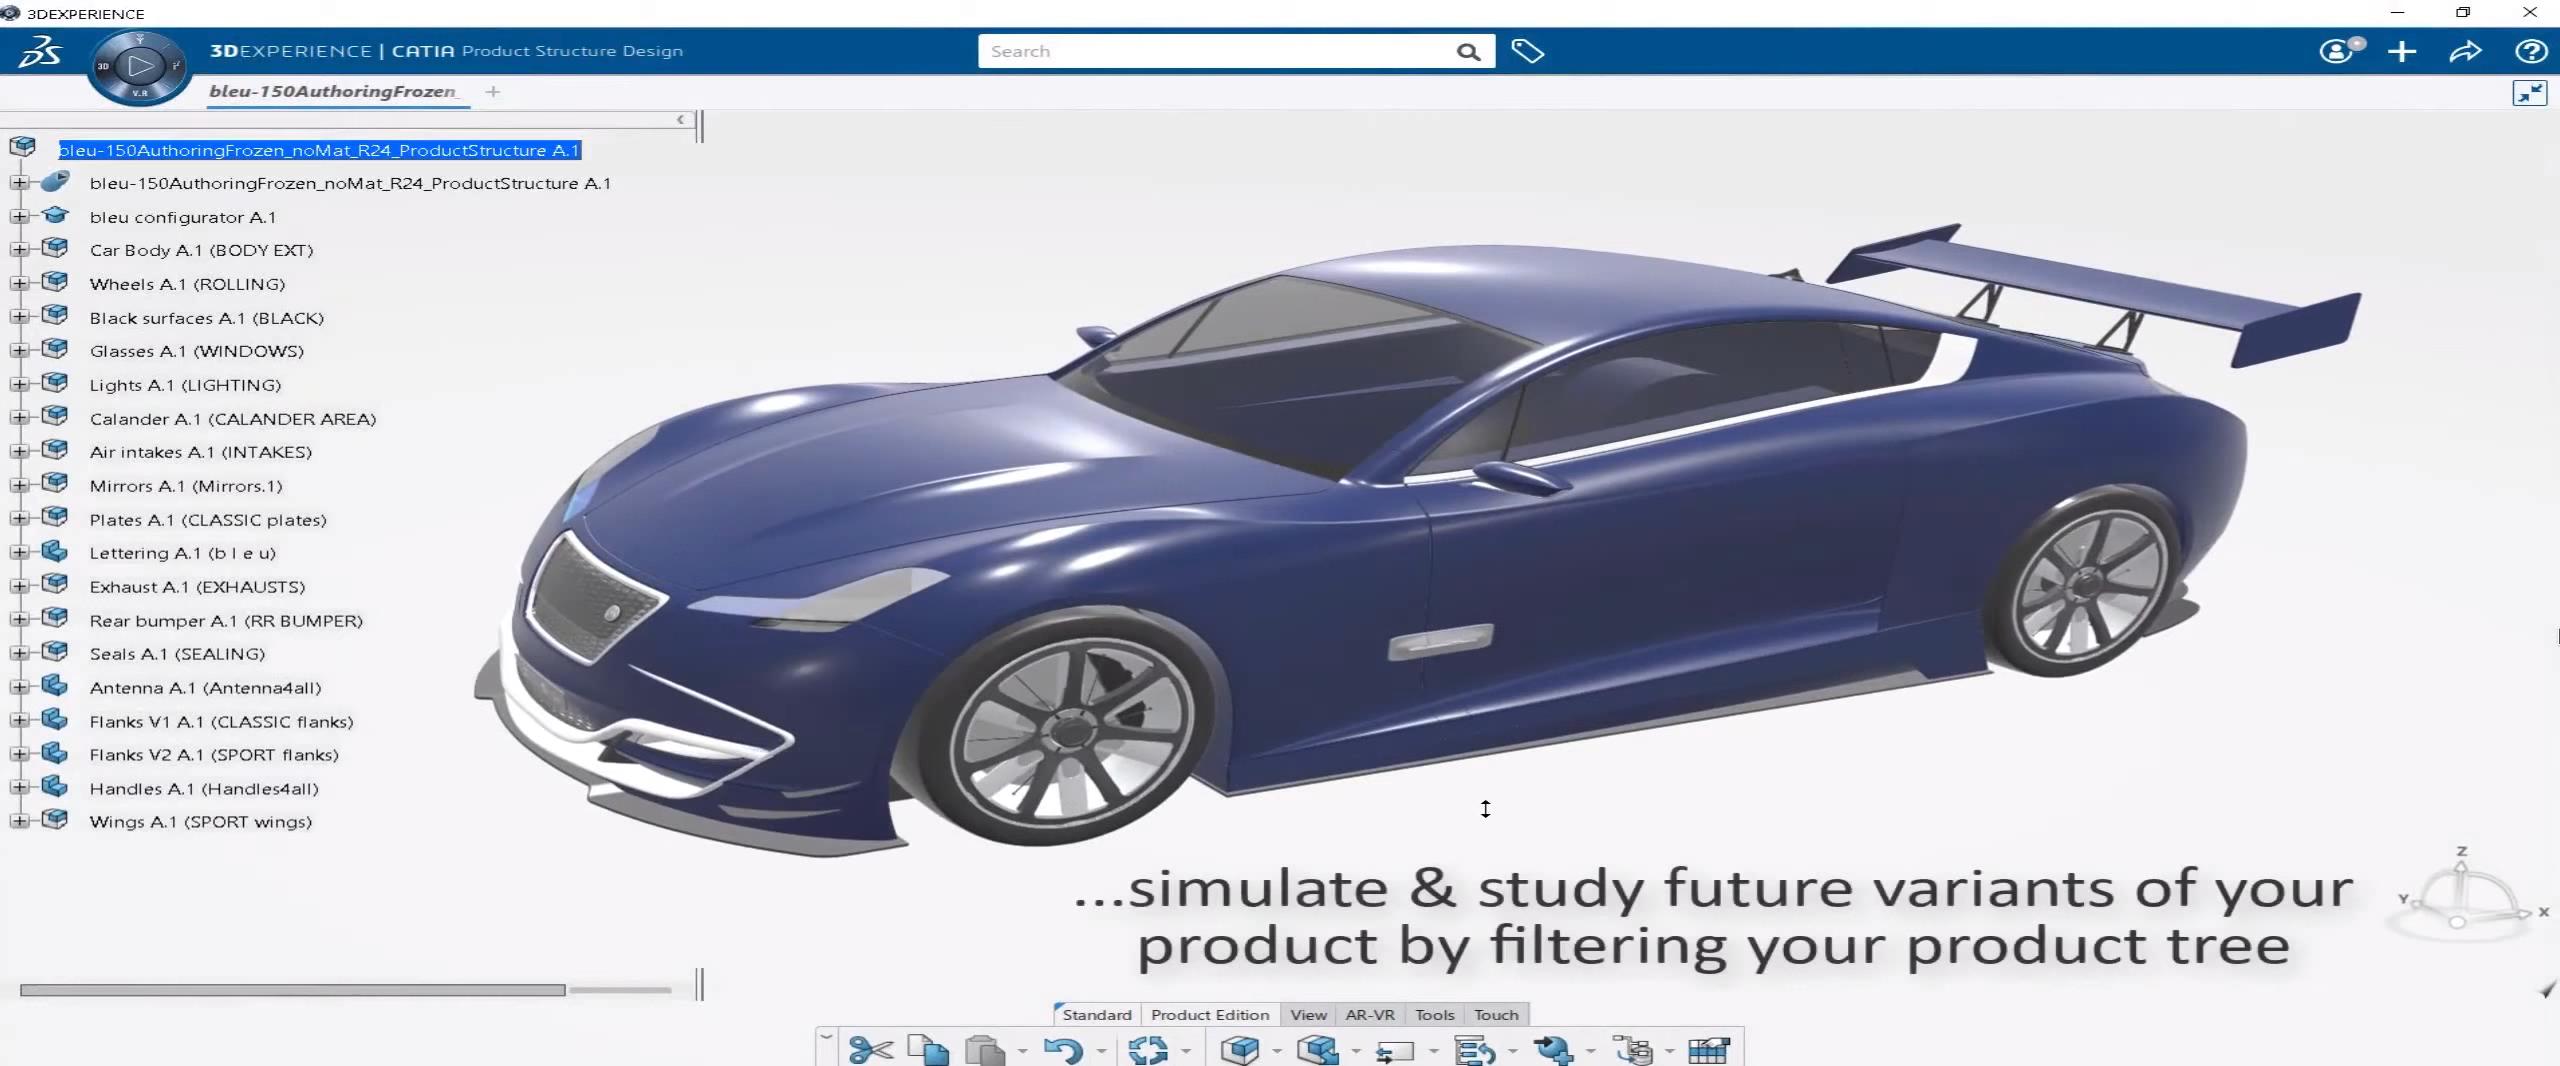 3DEXPERIENCE
3DEXPERIENCE | CATIA Product Structure Design
Search
3D
V.R
bleu-150AuthoringFrozen_
bleu-150AuthoringFrozen_noMat_R24_ProductStructure A.1
bleu-150AuthoringFrozen_noMat_R24_ProductStructure A.1
bleu configurator A.1
Car Body A.1 (BODY EXT)
Wheels A.1 (ROLLING)
Black surfaces A.1 (BLACK)
Glasses A.1 (WINDOWS)
Lights A.1 (LIGHTING)
Calander A.1 (CALANDER AREA)
Air intakes A.1 (INTAKES)
Mirrors A.1 (Mirrors.1)
Plates A.1 (CLASSIC plates)
Lettering A.1 (b l e u)
Exhaust A.1 (EXHAUSTS)
Rear bumper A.1 (RR BUMPER)
Seals A.1 (SEALING)
Antenna A.1 (Antenna4all)
Flanks V1 A.1 (CLASSIC flanks)
Flanks V2 A.1 (SPORT flanks)
Handles A.1 (Handles4all)
Wings A.1 (SPORT wings)
...simulate & study future variants of your
product by filtering your product tree
Z
Y
X
Standard Product Edition View AR-VR Tools Touch